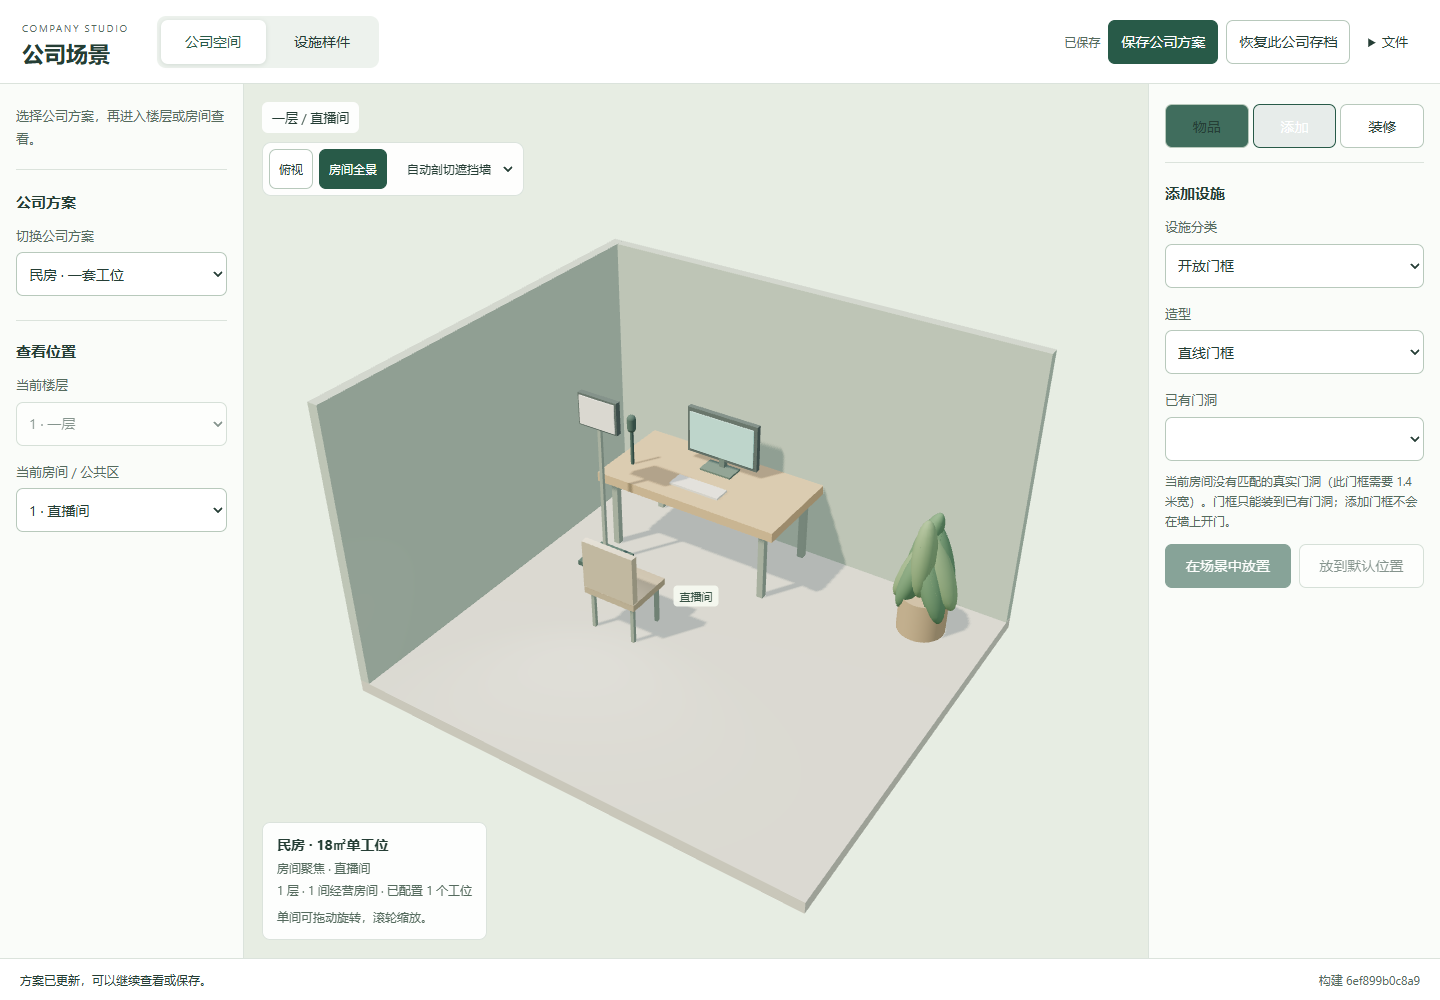 COMPANY STUDIO
公司场景
公司空间
设施样件
已保存
保存公司方案
恢复此公司存档
▶ 文件
选择公司方案，再进入楼层或房间查
看。
公司方案
切换公司方案
民房 · 一套工位
查看位置
当前楼层
1 · 一层
当前房间 / 公共区
1 · 直播间
一层 / 直播间
俯视
房间全景
自动剖切遮挡墙
直播间
民房 · 18㎡单工位
房间聚焦 · 直播间
1 层 · 1 间经营房间 · 已配置 1 个工位
单间可拖动旋转，滚轮缩放。
物品
添加
装修
添加设施
设施分类
开放门框
造型
直线门框
已有门洞
当前房间没有匹配的真实门洞（此门框需要 1.4
米宽）。门框只能装到已有门洞；添加门框不会
在墙上开门。
在场景中放置
放到默认位置
方案已更新，可以继续查看或保存。
构建 6ef899b0c8a9